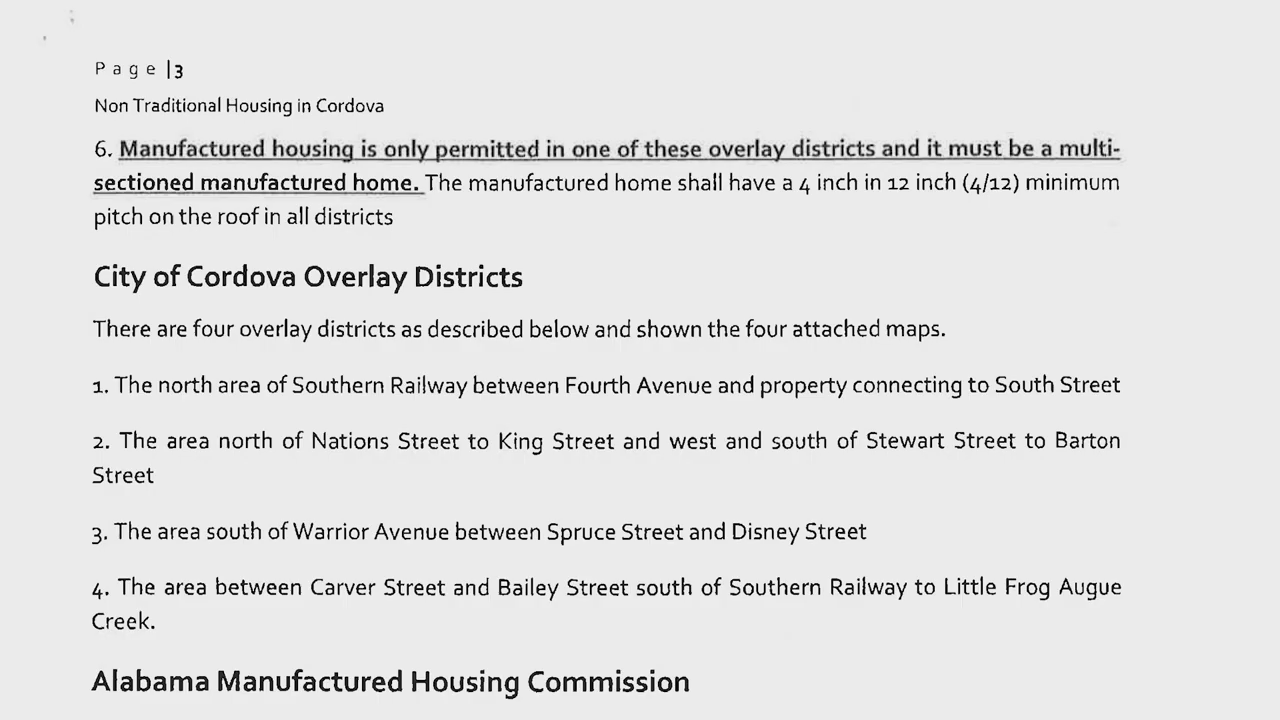 Page |3
Non Traditional Housing in Cordova
6. Manufactured housing is only permitted in one of these overlay districts and it must be a multi-
sectioned manufactured home. The manufactured home shall have a 4 inch in 12 inch (4/12) minimum
pitch on the roof in all districts
City of Cordova Overlay Districts
There are four overlay districts as described below and shown the four attached maps.
1. The north area of Southern Railway between Fourth Avenue and property connecting to South Street
2. The area north of Nations Street to King Street and west and south of Stewart Street to Barton
Street
3. The area south of Warrior Avenue between Spruce Street and Disney Street
4. The area between Carver Street and Bailey Street south of Southern Railway to Little Frog Augue
Creek.
Alabama Manufactured Housing Commission